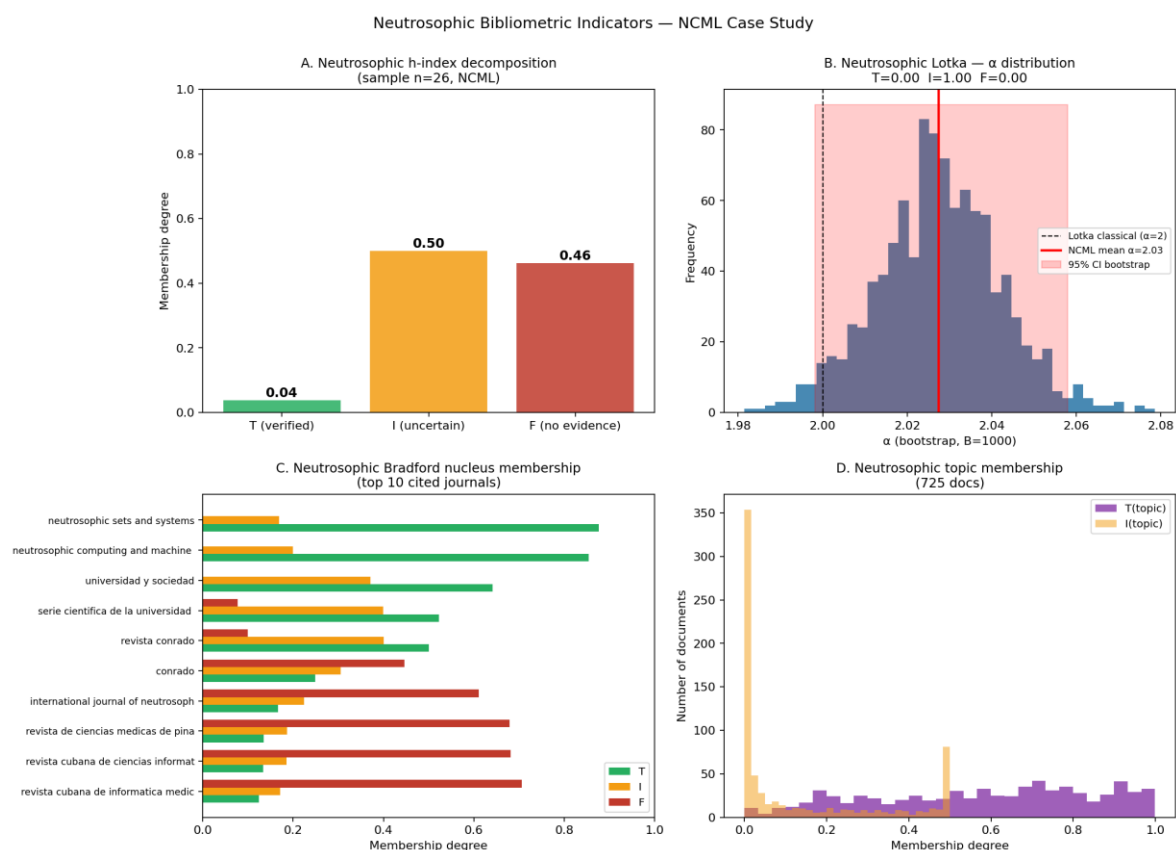 Neutrosophic Bibliometric Indicators — NCML Case Study
A. Neutrosophic h-index decomposition
(sample n=26, NCML)
Membership degree
1.0
0.8
0.6
0.4
0.2
0.0
0.04
0.50
0.46
T (verified)
I (uncertain)
F (no evidence)
B. Neutrosophic Lotka — α distribution
T=0.00 I=1.00 F=0.00
Frequency
80
60
40
20
0
Lotka classical (α=2)
NCML mean α=2.03
95% CI bootstrap
1.98
2.00
2.02
2.04
2.06
2.08
α (bootstrap, B=1000)
C. Neutrosophic Bradford nucleus membership
(top 10 cited journals)
neutrosophic sets and systems
neutrosophic computing and machine
universidad y sociedad
serie científica de la universidad
revista conrado
conrado
international journal of neutrosoph
revista de ciencias medicas de pina
revista cubana de ciencias informat
revista cubana de informatica medic
T
I
F
0.0
0.2
0.4
0.6
0.8
1.0
Membership degree
D. Neutrosophic topic membership
(725 docs)
Number of documents
350
300
250
200
150
100
50
0
T(topic)
I(topic)
0.0
0.2
0.4
0.6
0.8
1.0
Membership degree